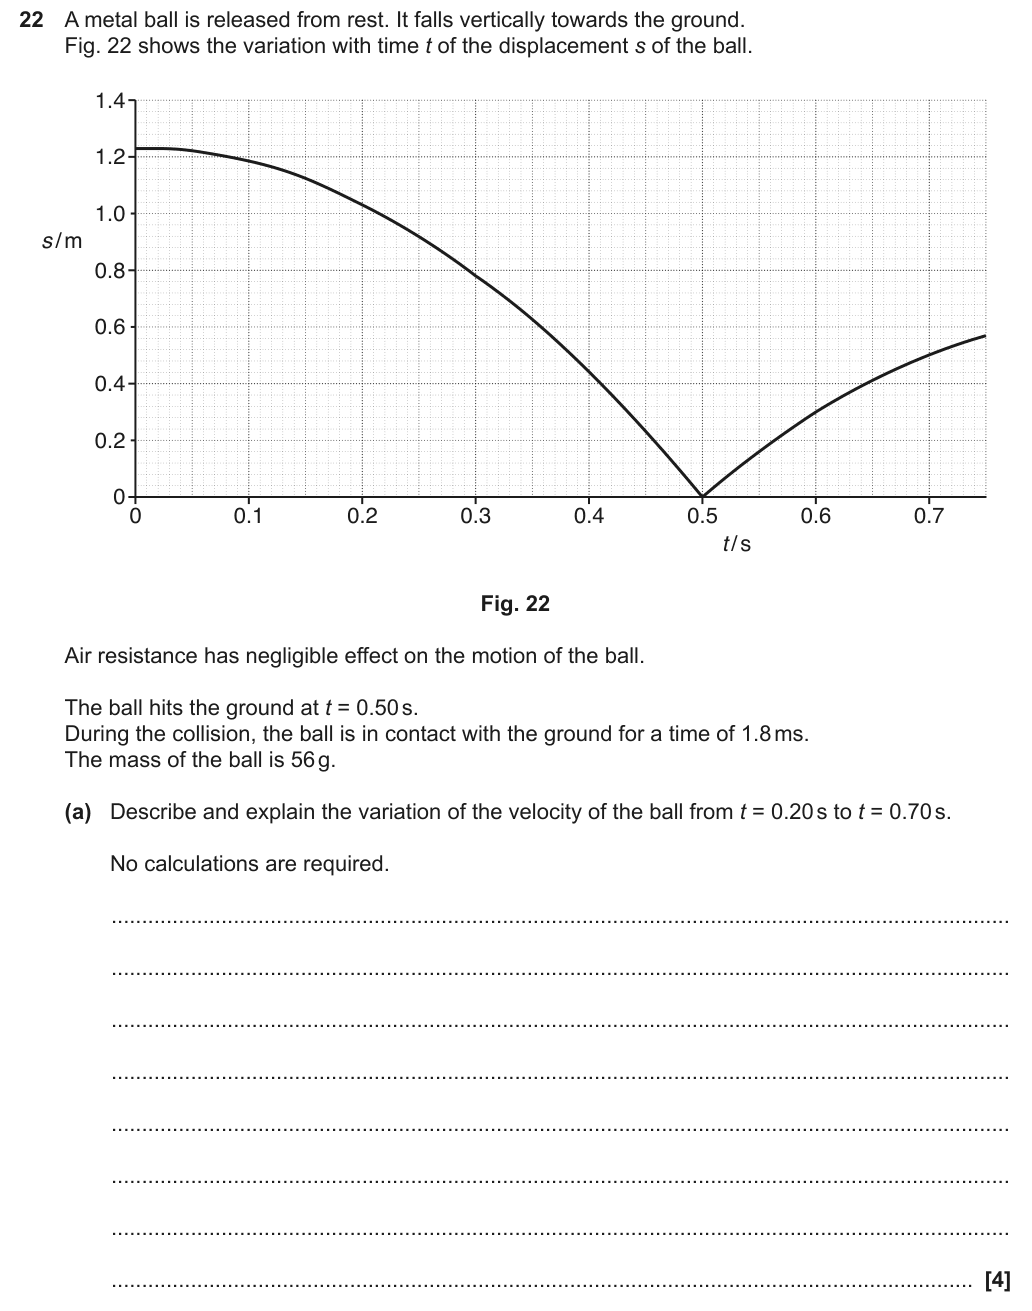 22 A metal ball is released from rest. It falls vertically towards the ground.
Fig. 22 shows the variation with time t of the displacement s of the ball.
1.4
1.2
1.0
s/m
0.8
0.6
0.4
0.2
0
0 0.1 0.2 0.3 0.4 0.5 0.6 0.7
t/s
Fig. 22
Air resistance has negligible effect on the motion of the ball.
The ball hits the ground at t = 0.50 s.
During the collision, the ball is in contact with the ground for a time of 1.8 ms.
The mass of the ball is 56 g.
(a) Describe and explain the variation of the velocity of the ball from t = 0.20 s to t = 0.70 s.
No calculations are required.
[4]